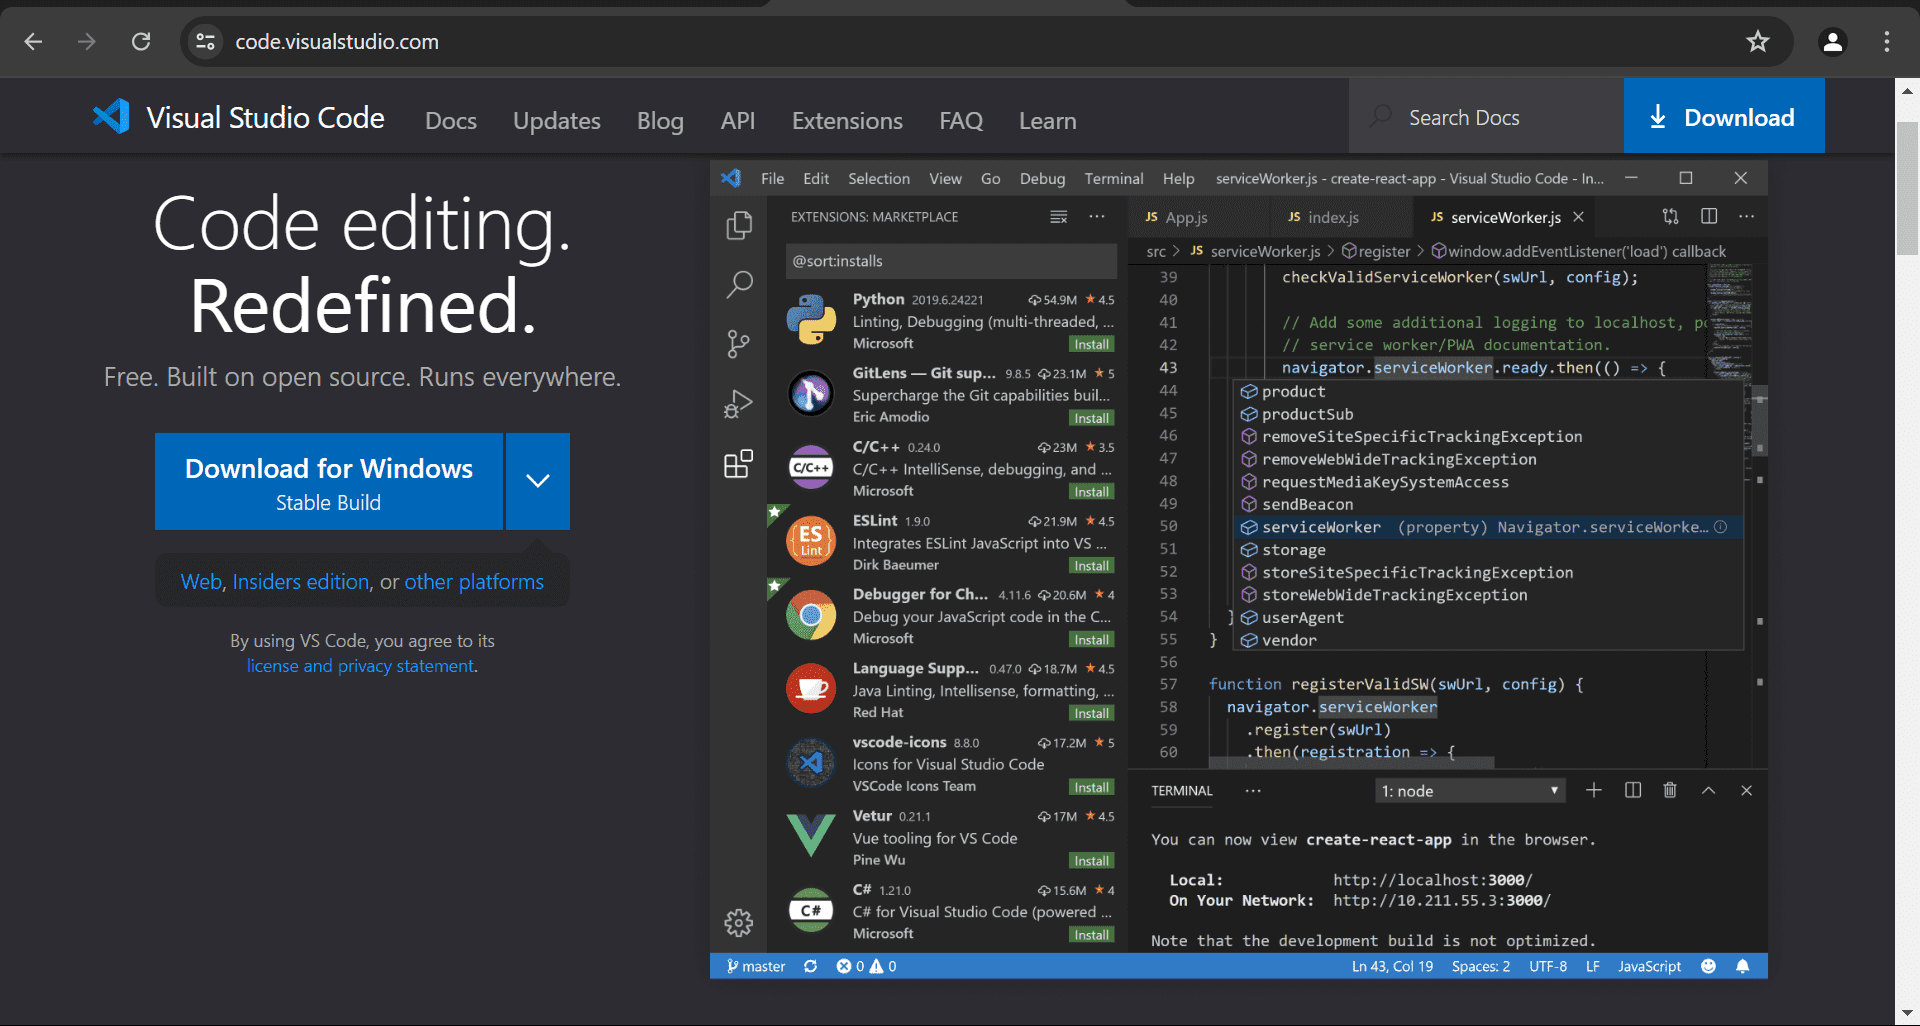 code.visualstudio.com
Visual Studio Code Docs Updates Blog API Extensions FAQ Learn Search Docs Download
Code editing.
Redefined.
Free. Built on open source. Runs everywhere.
Download for Windows
Stable Build
Web, Insiders edition, or other platforms
By using VS Code, you agree to its
license and privacy statement.
File Edit Selection View Go Debug Terminal Help serviceWorker.js - create-react-app - Visual Studio Code - In...
EXTENSIONS: MARKETPLACE
@sort:installs
Python 2019.6.24221 54.9M ★ 4.5
Linting, Debugging (multi-threaded, ...
Microsoft Install
GitLens — Git sup... 9.8.5 23.1M ★ 5
Supercharge the Git capabilities buil...
Eric Amodio Install
C/C++
C/C++ 0.24.0 23M ★ 3.5
C/C++ IntelliSense, debugging, and ...
Microsoft Install
ES
Lint
ESLint 1.9.0 21.9M ★ 4.5
Integrates ESLint JavaScript into VS ...
Dirk Baeumer Install
Debugger for Ch... 4.11.6 20.6M ★ 4
Debug your JavaScript code in the C...
Microsoft Install
Language Supp... 0.47.0 18.7M ★ 4.5
Java Linting, Intellisense, formatting, ...
Red Hat Install
vscode-icons 8.8.0 17.2M ★ 5
Icons for Visual Studio Code
VSCode Icons Team Install
Vetur 0.21.1 17M ★ 4.5
Vue tooling for VS Code
Pine Wu Install
C#
C# 1.21.0 15.6M ★ 4
C# for Visual Studio Code (powered ...
Microsoft Install
JS App.js JS index.js JS serviceWorker.js
src > JS serviceWorker.js > register > window.addEventListener('load') callback
39 checkValidServiceWorker(swUrl, config);
40
41 // Add some additional logging to localhost, po
42 // service worker/PWA documentation.
43 navigator.serviceWorker.ready.then(() => {
44 product
45 productSub
46 removeSiteSpecificTrackingException
47 removeWebWideTrackingException
48 requestMediaKeySystemAccess
49 sendBeacon
50 serviceWorker (property) Navigator.serviceWorke...
51 storage
52 storeSiteSpecificTrackingException
53 storeWebWideTrackingException
54 } userAgent
55 } vendor
56
57 function registerValidSW(swUrl, config) {
58 navigator.serviceWorker
59 .register(swUrl)
60 .then(registration => {
TERMINAL ... 1: node
You can now view create-react-app in the browser.
Local: http://localhost:3000/
On Your Network: http://10.211.55.3:3000/
Note that the development build is not optimized.
master 0 0 Ln 43, Col 19 Spaces: 2 UTF-8 LF JavaScript